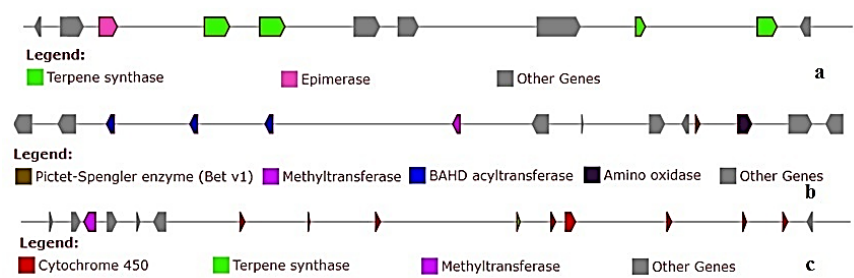 Legend:
Terpene synthase Epimerase Other Genes a
Legend:
Pictet-Spengler enzyme (Bet v1) Methyltransferase BAHD acyltransferase Amino oxidase Other Genes
b
Legend:
Cytochrome 450 Terpene synthase Methyltransferase Other Genes c